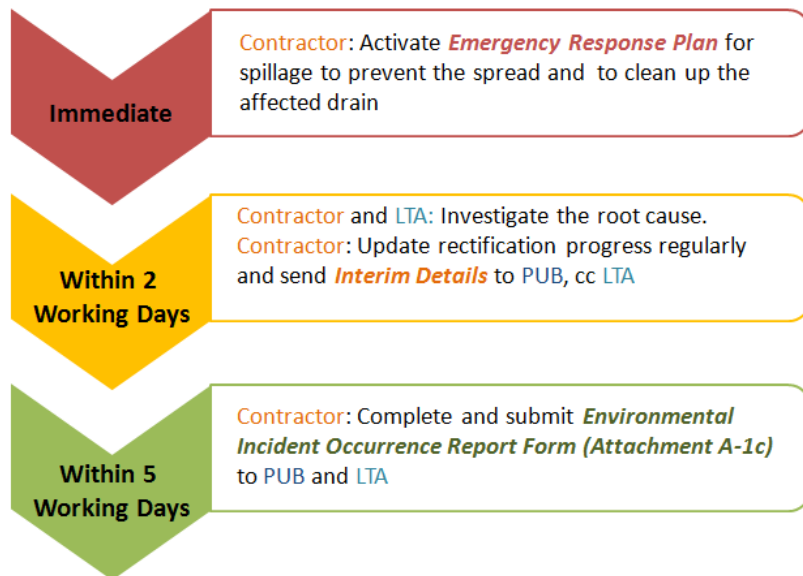 Immediate
Contractor: Activate Emergency Response Plan for
spillage to prevent the spread and to clean up the
affected drain
Within 2
Working Days
Contractor and LTA: Investigate the root cause.
Contractor: Update rectification progress regularly
and send Interim Details to PUB, cc LTA
Within 5
Working Days
Contractor: Complete and submit Environmental
Incident Occurrence Report Form (Attachment A-1c)
to PUB and LTA